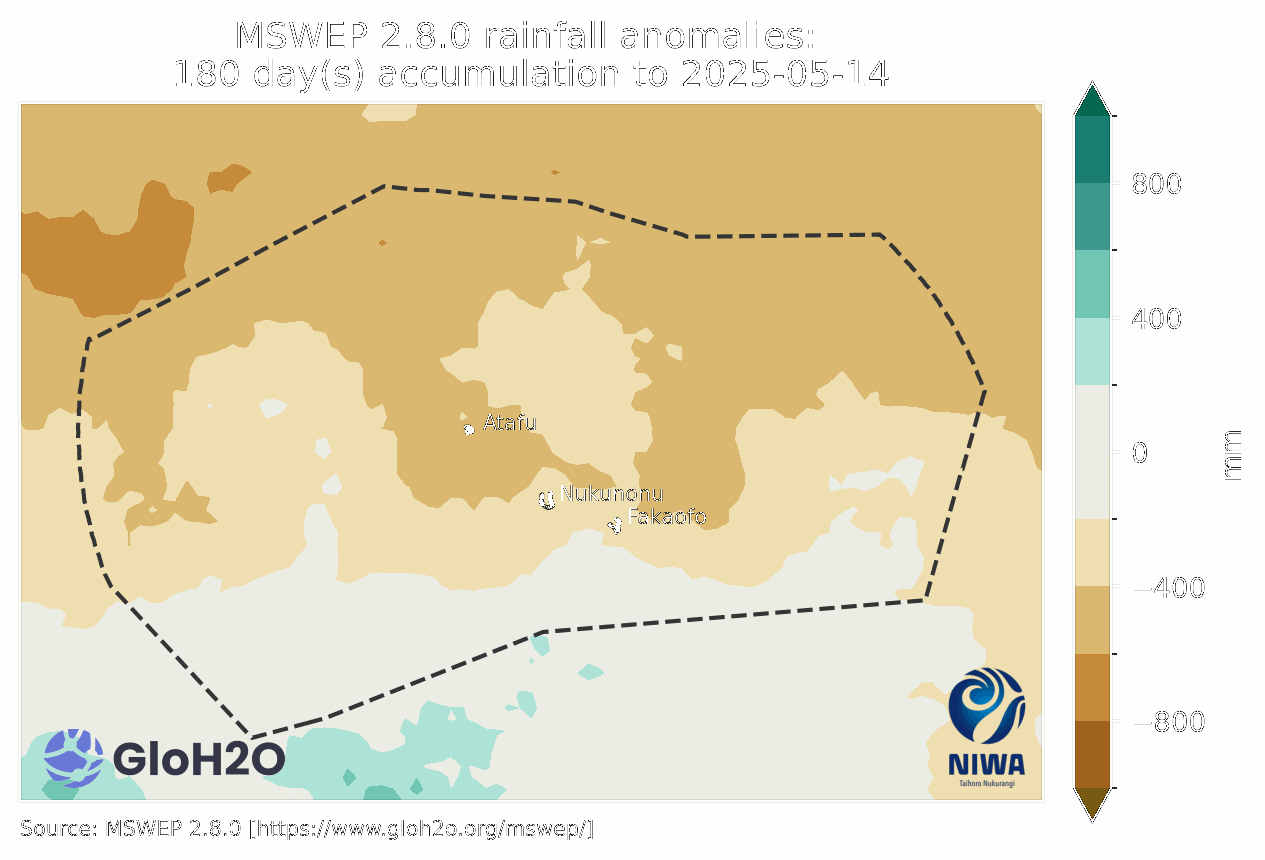 MSWEP 2.8.0 rainfall anomalies:
180 day(s) accumulation to 2025-05-14
800
400
0
−400
−800
mm
Atafu
Nukunonu
Fakaofo
GloH2O
NIWA
Taihoro Nukurangi
Source: MSWEP 2.8.0 [https://www.gloh2o.org/mswep/]